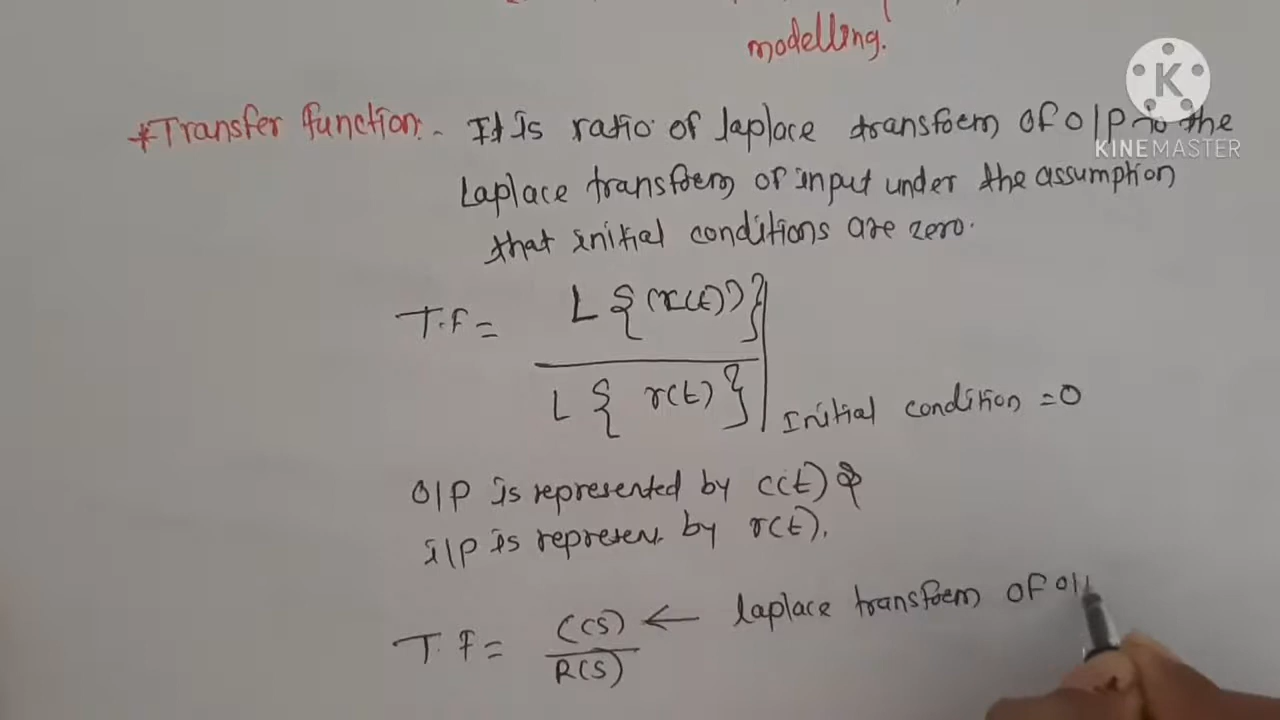 modelling.
*Transfer function:- It is ratio of laplace transform of O/P to the
Laplace transform of input under the assumption
that initial conditions are zero.
T.F =
L {(x(t))}
L { r(t) }
Initial condition = 0
O/P is represented by c(t) &
i/P is represen. by r(t).
T.F = C(S) ← laplace transform of o/
R(S)
K
KINEMASTER